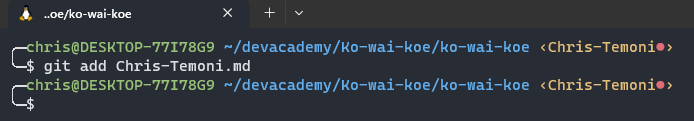 ..oe/ko-wai-koe
chris@DESKTOP-77I78G9 ~/devacademy/Ko-wai-koe/ko-wai-koe ‹Chris-Temoni●›
$ git add Chris-Temoni.md
chris@DESKTOP-77I78G9 ~/devacademy/Ko-wai-koe/ko-wai-koe ‹Chris-Temoni●›
$